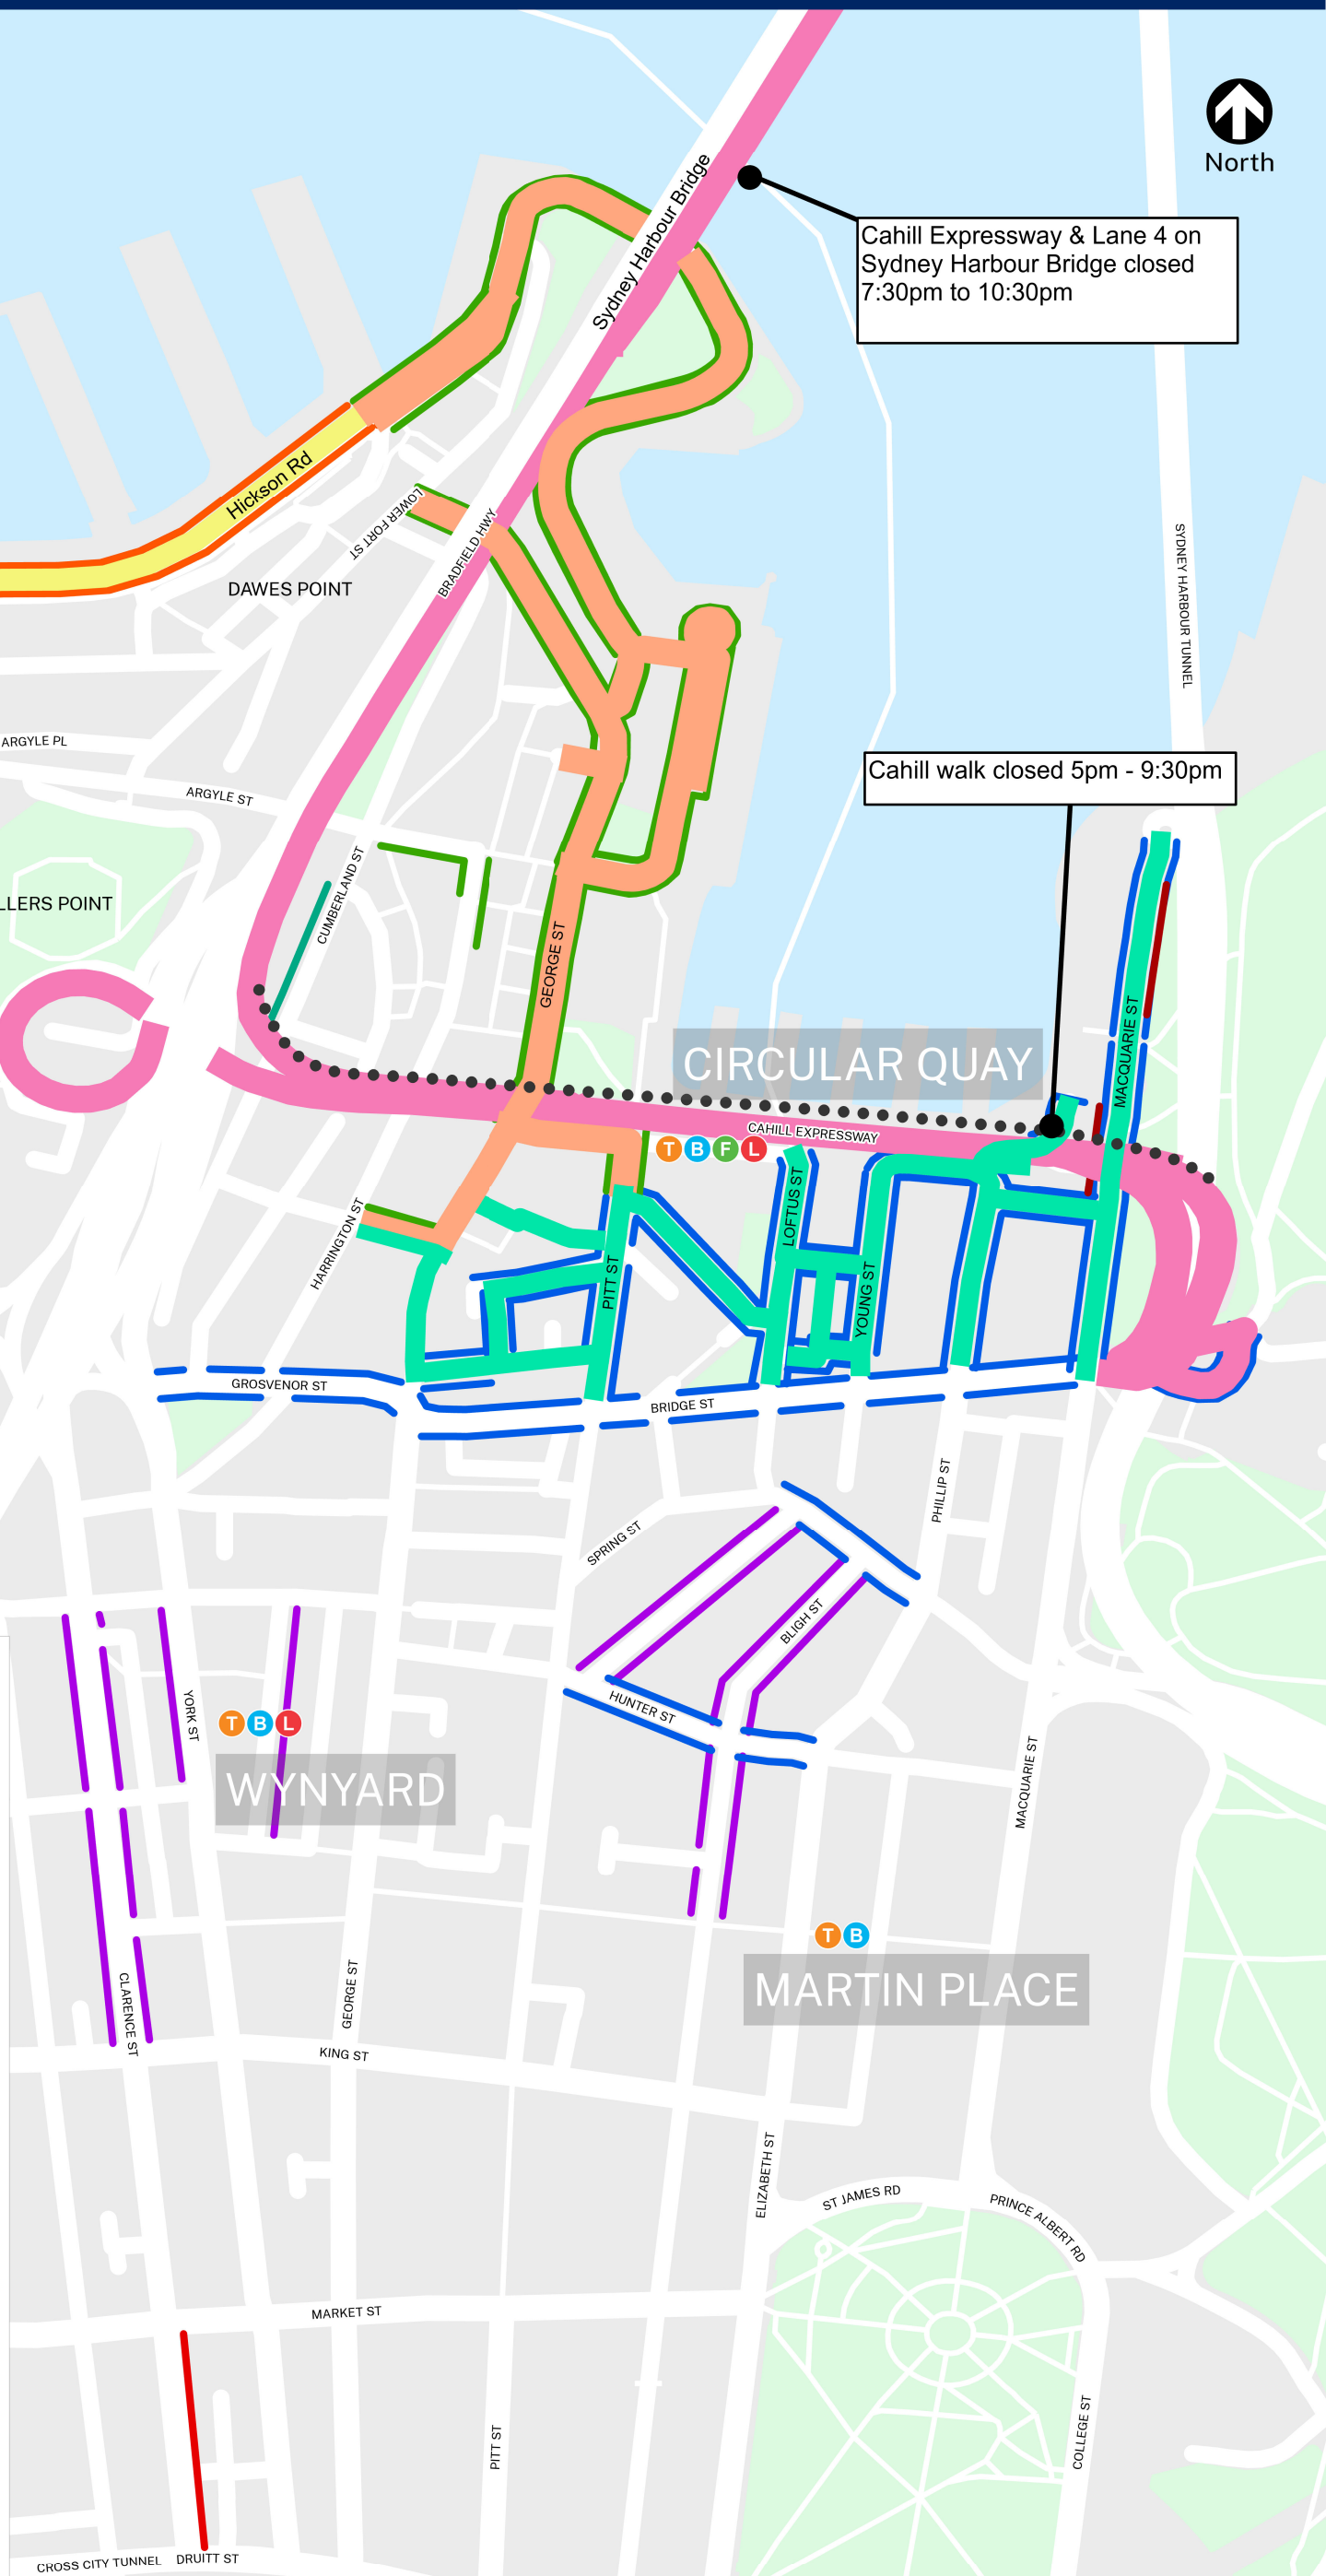 North
Sydney Harbour Bridge
Cahill Expressway & Lane 4 on
Sydney Harbour Bridge closed
7:30pm to 10:30pm
Hickson Rd
LOWER FORT ST
BRADFIELD HWY
DAWES POINT
SYDNEY HARBOUR TUNNEL
ARGYLE PL
Cahill walk closed 5pm - 9:30pm
ARGYLE ST
CUMBERLAND ST
LLERS POINT
GEORGE ST
MACQUARIE ST
CIRCULAR QUAY
CAHILL EXPRESSWAY
T B F L
LOFTUS ST
HARRINGTON ST
PITT ST
YOUNG ST
GROSVENOR ST
BRIDGE ST
PHILLIP ST
SPRING ST
BLIGH ST
YORK ST
HUNTER ST
T B L
WYNYARD
MACQUARIE ST
T B
MARTIN PLACE
CLARENCE ST
GEORGE ST
KING ST
ELIZABETH ST
ST JAMES RD
PRINCE ALBERT RD
MARKET ST
PITT ST
COLLEGE ST
CROSS CITY TUNNEL
DRUITT ST